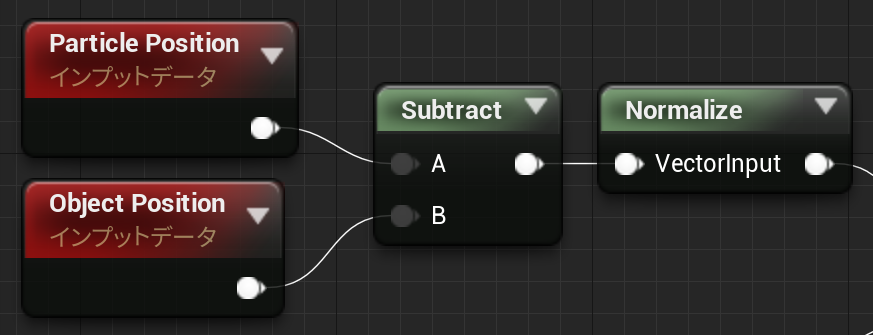 Particle Position
インプットデータ
Object Position
インプットデータ
Subtract
A
B
Normalize
VectorInput